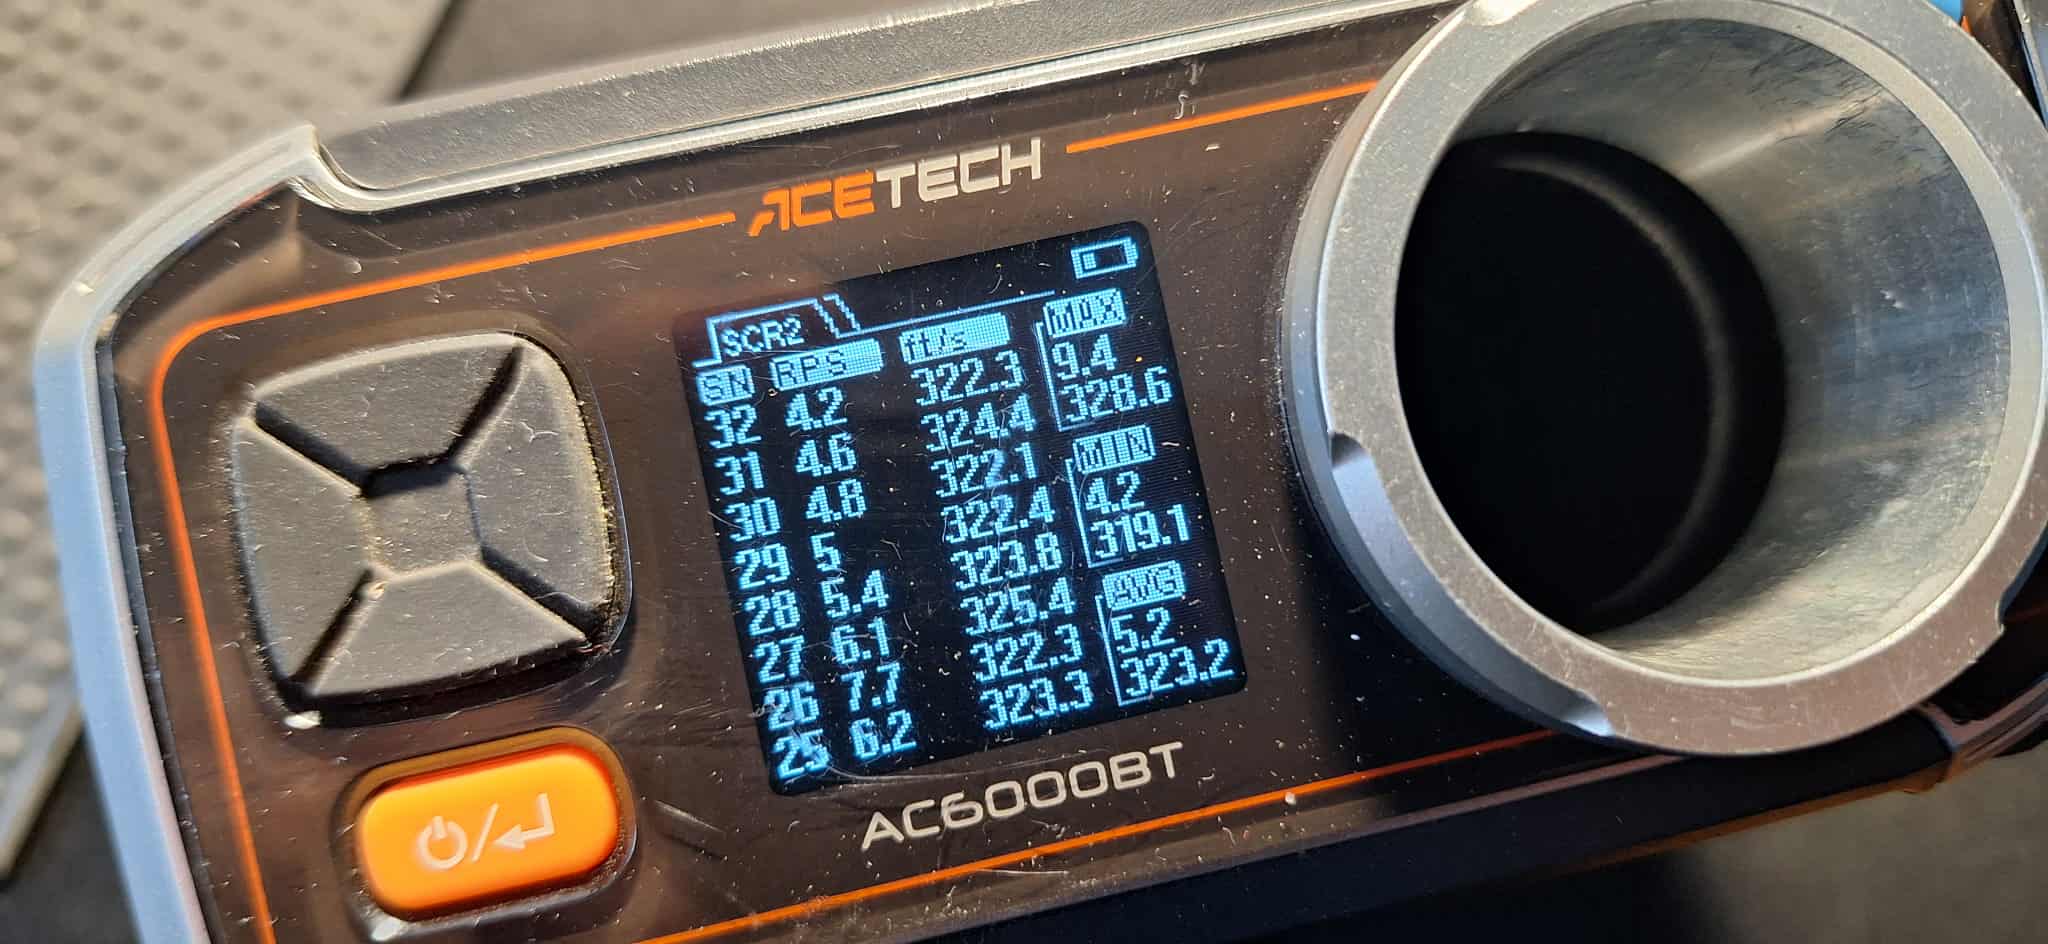 ACETECH
SCR2
SN RPS ft/s MAX
32 4.2 322.3 9.4
31 4.6 324.4 328.6
30 4.8 322.1 MIN
29 5 322.4 4.2
28 5.4 323.8 319.1
27 6.1 325.4 AVG
26 7.7 322.3 5.2
25 6.2 323.3 323.2
AC6000BT